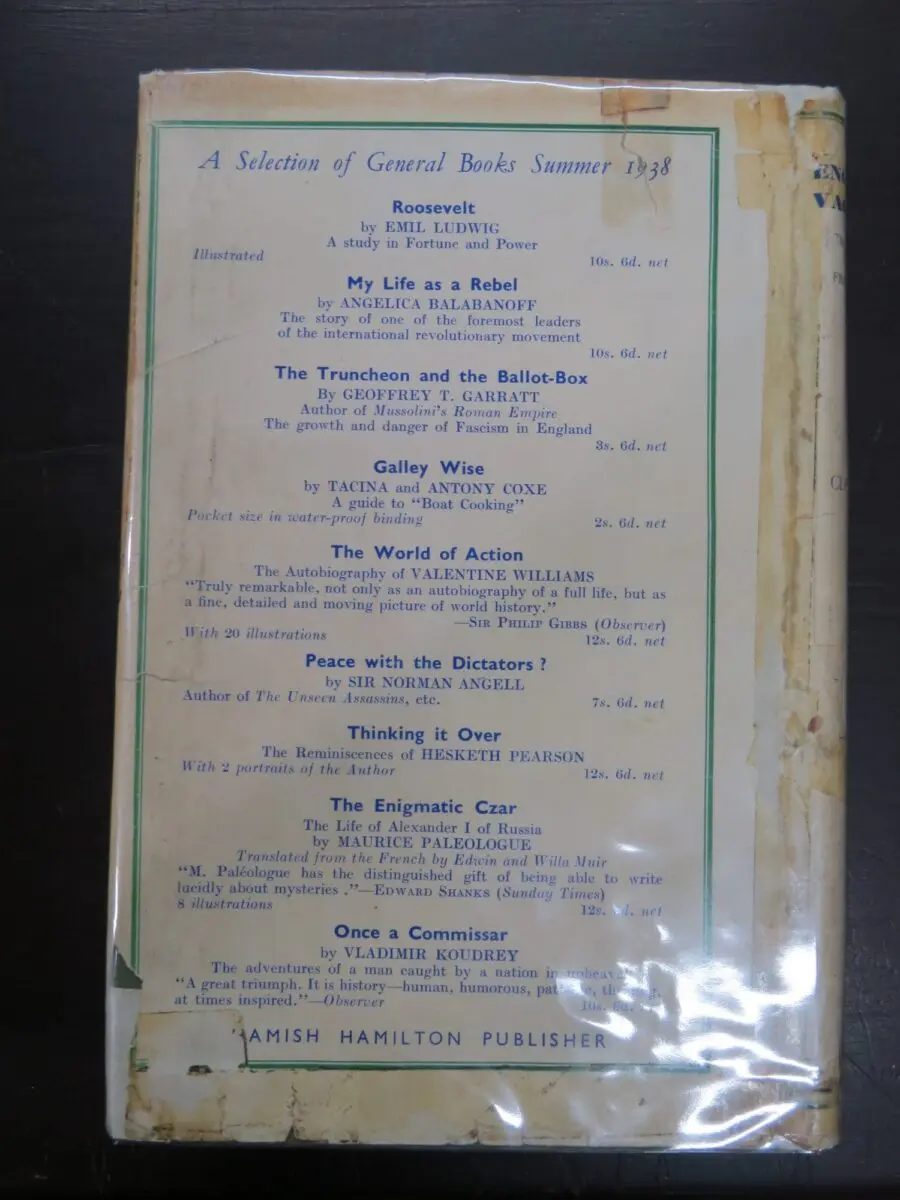 A Selection of General Books Summer 1938
Roosevelt
by EMIL LUDWIG
A study in Fortune and Power
Illustrated
10s. 6d. net
My Life as a Rebel
by ANGELICA BALABANOFF
The story of one of the foremost leaders
of the international revolutionary movement
10s. 6d. net
The Truncheon and the Ballot-Box
By GEOFFREY T. GARRATT
Author of Mussolini's Roman Empire
The growth and danger of Fascism in England
3s. 6d. net
Galley Wise
by TACINA and ANTONY COXE
A guide to "Boat Cooking"
Pocket size in water-proof binding 2s. 6d. net
The World of Action
The Autobiography of VALENTINE WILLIAMS
"Truly remarkable, not only as an autobiography of a full life, but as
a fine, detailed and moving picture of world history."
—SIR PHILIP GIBBS (Observer)
With 20 illustrations 12s. 6d. net
Peace with the Dictators ?
by SIR NORMAN ANGELL
Author of The Unseen Assassins, etc. 7s. 6d. net
Thinking it Over
The Reminiscences of HESKETH PEARSON
With 2 portraits of the Author 12s. 6d. net
The Enigmatic Czar
The Life of Alexander I of Russia
by MAURICE PALEOLOGUE
Translated from the French by Edwin and Willa Muir
"M. Paléologue has the distinguished gift of being able to write
lucidly about mysteries ."—EDWARD SHANKS (Sunday Times)
8 illustrations 12s. net
Once a Commissar
by VLADIMIR KOUDREY
The adventures of a man caught by a nation in
"A great triumph. It is history—human, humorous,
at times inspired."—Observer 10s.
AMISH HAMILTON PUBLISHER